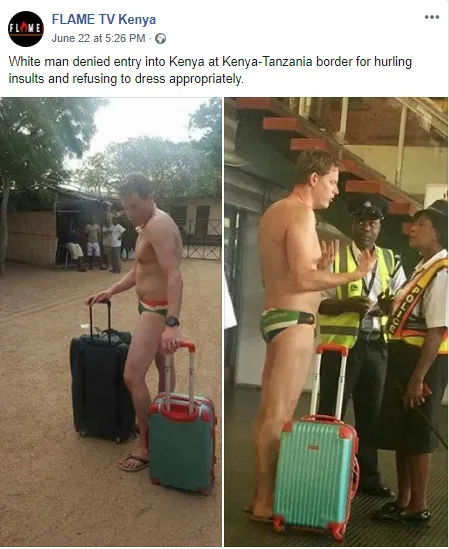 FLAME TV Kenya
June 22 at 5:26 PM ·
White man denied entry into Kenya at Kenya-Tanzania border for hurling
insults and refusing to dress appropriately.
FLAME
POLICE